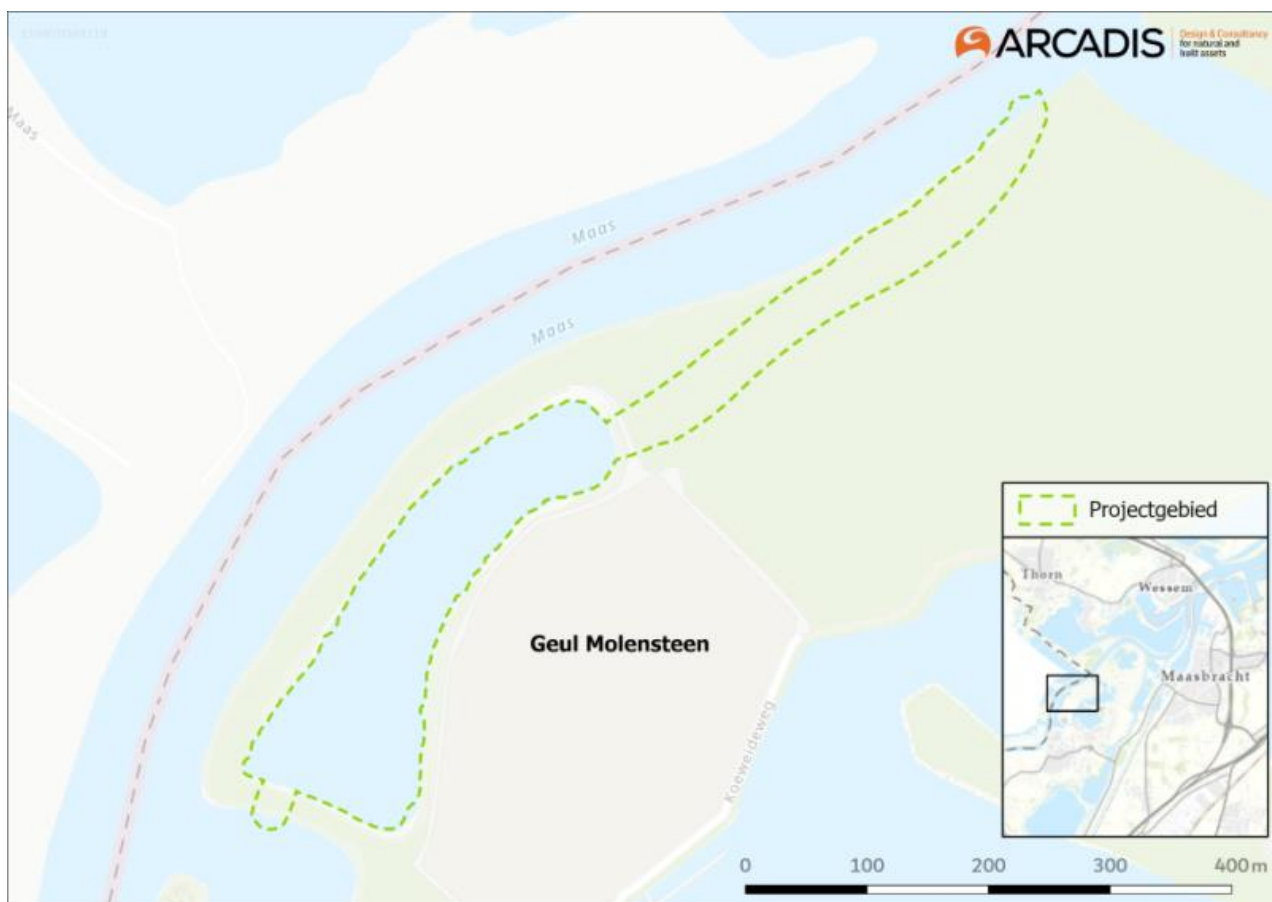 ARCADIS
Design & Consultancy
for natural and
built assets
Maas
Maas
Maas
Projectgebied
Thorn
Wessem
Maasbracht
Geul Molensteen
Koeweideweg
0 100 200 300 400 m